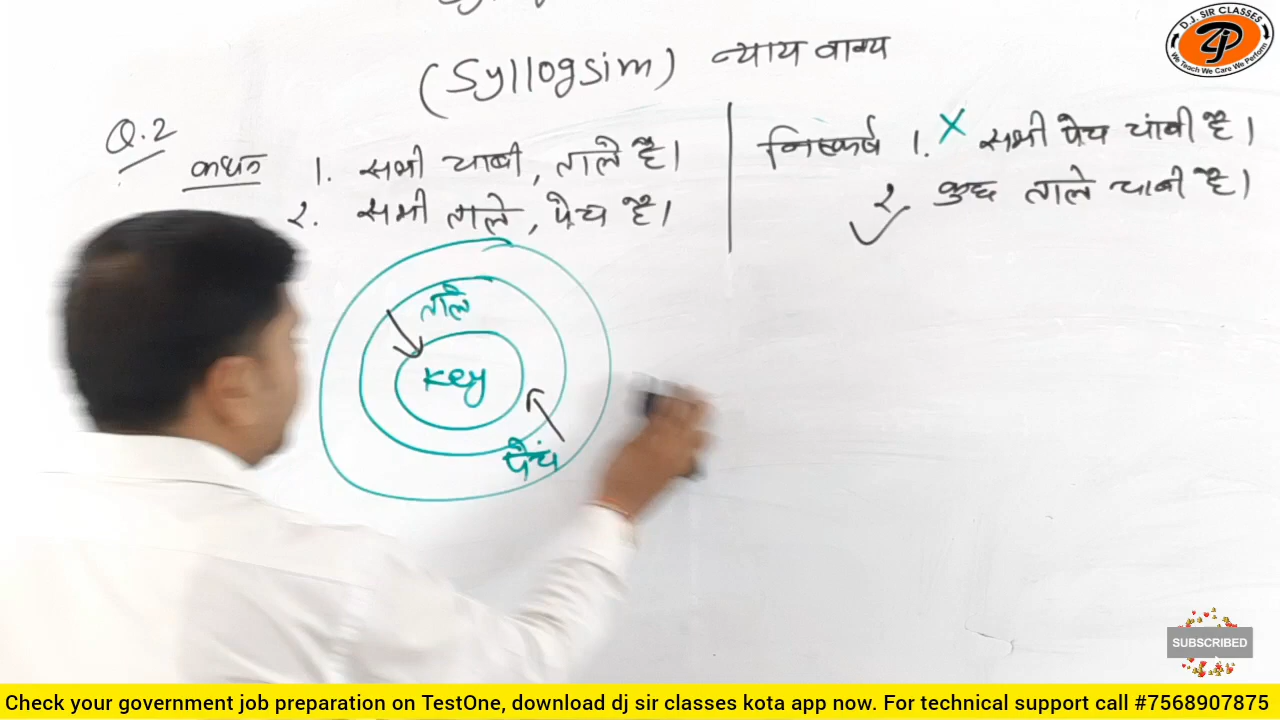 (Syllogsim) न्याय वाक्य
Q.2
कथन 1. सभी चाबी, ताले है।
२. सभी ताले, पेच है।
निष्कर्ष 1. X सभी पेच चांबी है।
२. कुछ ताले चाबी है।
ताले
Key
पैचं
D.J. SIR CLASSES
We Teach We Care We Perform
SUBSCRIBED
Check your government job preparation on TestOne, download dj sir classes kota app now. For technical support call #7568907875